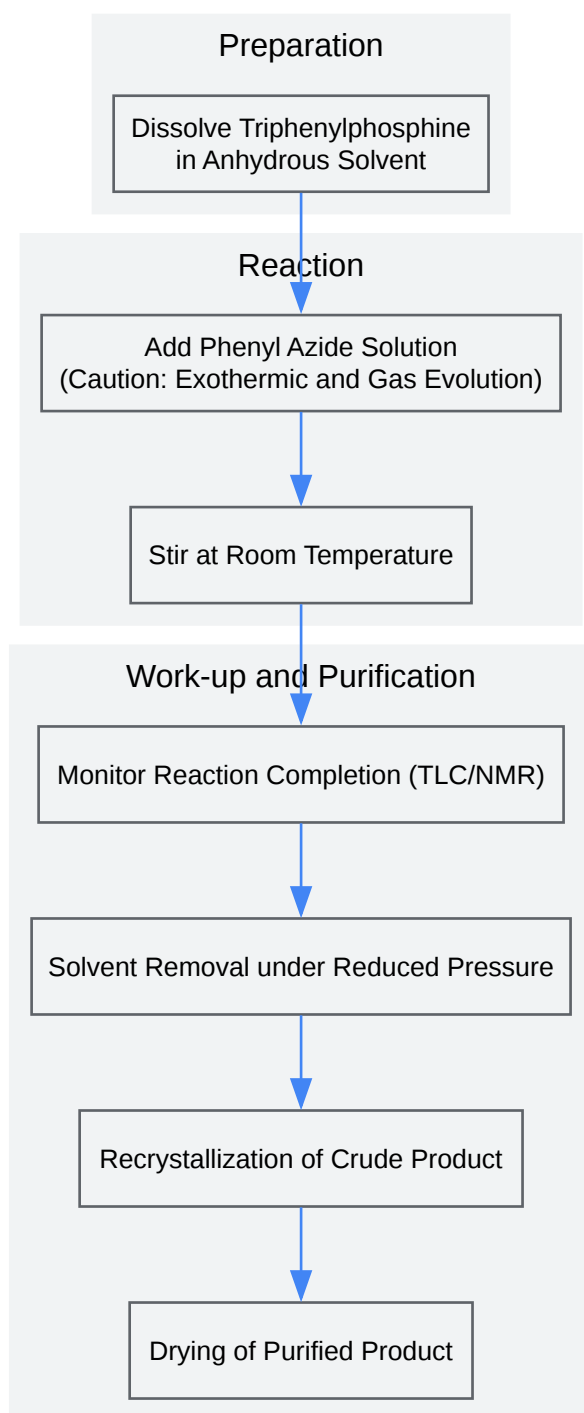 Preparation
Dissolve Triphenylphosphine
in Anhydrous Solvent
Reaction
Add Phenyl Azide Solution
(Caution: Exothermic and Gas Evolution)
Stir at Room Temperature
Work-up and Purification
Monitor Reaction Completion (TLC/NMR)
Solvent Removal under Reduced Pressure
Recrystallization of Crude Product
Drying of Purified Product